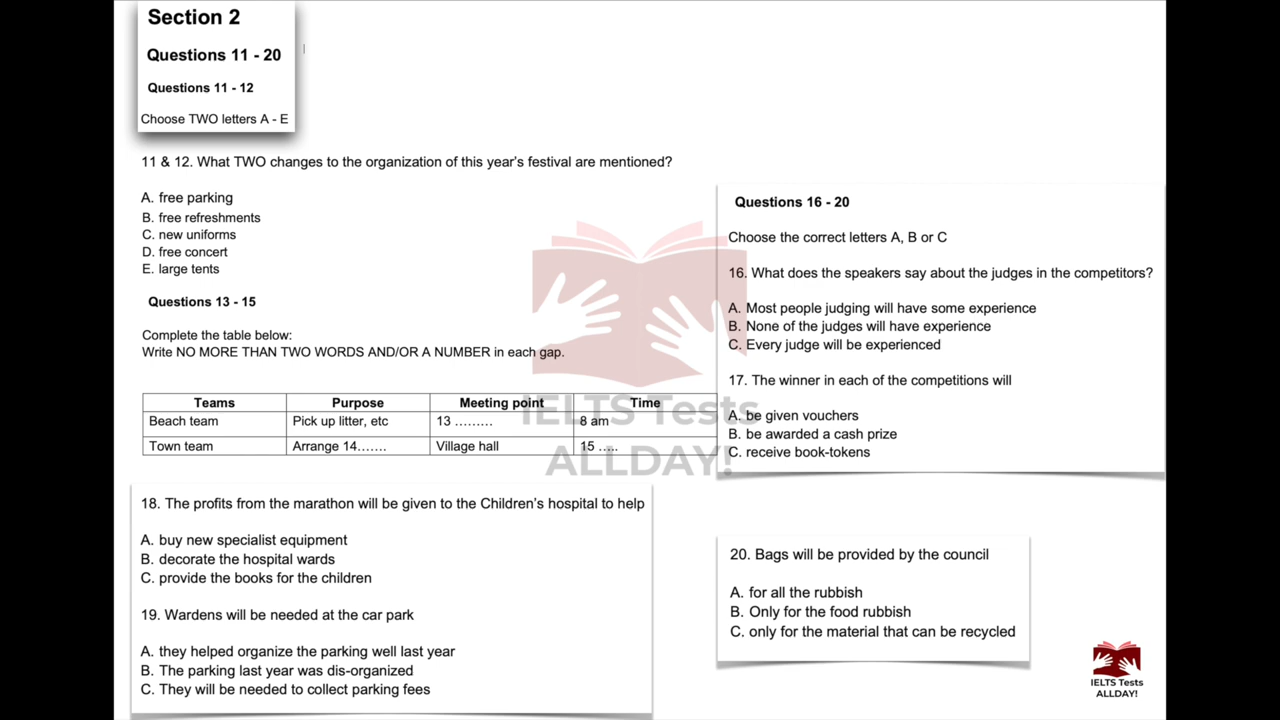 Section 2
Questions 11 - 20
Questions 11 - 12
Choose TWO letters A - E
11 & 12. What TWO changes to the organization of this year's festival are mentioned?
A. free parking
B. free refreshments
C. new uniforms
D. free concert
E. large tents
Questions 13 - 15
Complete the table below:
Write NO MORE THAN TWO WORDS AND/OR A NUMBER in each gap.
Teams Purpose Meeting point Time
Beach team Pick up litter, etc 13 ......... 8 am
Town team Arrange 14....... Village hall 15 .....
Questions 16 - 20
Choose the correct letters A, B or C
16. What does the speakers say about the judges in the competitors?
A. Most people judging will have some experience
B. None of the judges will have experience
C. Every judge will be experienced
17. The winner in each of the competitions will
A. be given vouchers
B. be awarded a cash prize
C. receive book-tokens
18. The profits from the marathon will be given to the Children's hospital to help
A. buy new specialist equipment
B. decorate the hospital wards
C. provide the books for the children
19. Wardens will be needed at the car park
A. they helped organize the parking well last year
B. The parking last year was dis-organized
C. They will be needed to collect parking fees
20. Bags will be provided by the council
A. for all the rubbish
B. Only for the food rubbish
C. only for the material that can be recycled
IELTS Tests
ALLDAY!
IELTS Tests
ALLDAY!